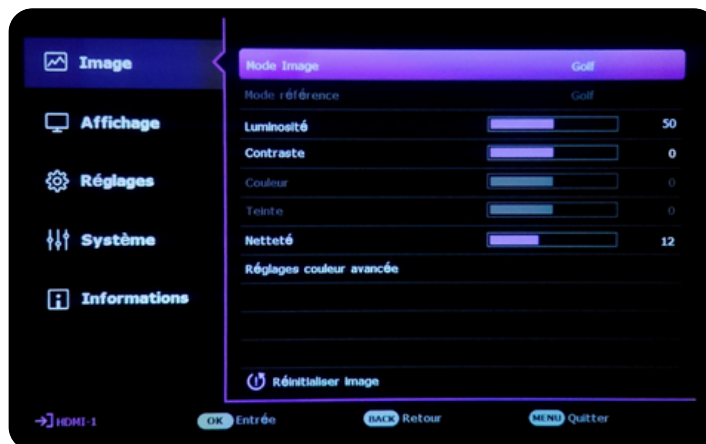 Image
Affichage
Réglages
Système
Informations
Mode Image Golf
Mode référence Golf
Luminosité 50
Contraste 0
Couleur 0
Teinte 0
Netteté 12
Réglages couleur avancée
Réinitialiser image
HDMI-1 OK Entrée BACK Retour MENU Quitter